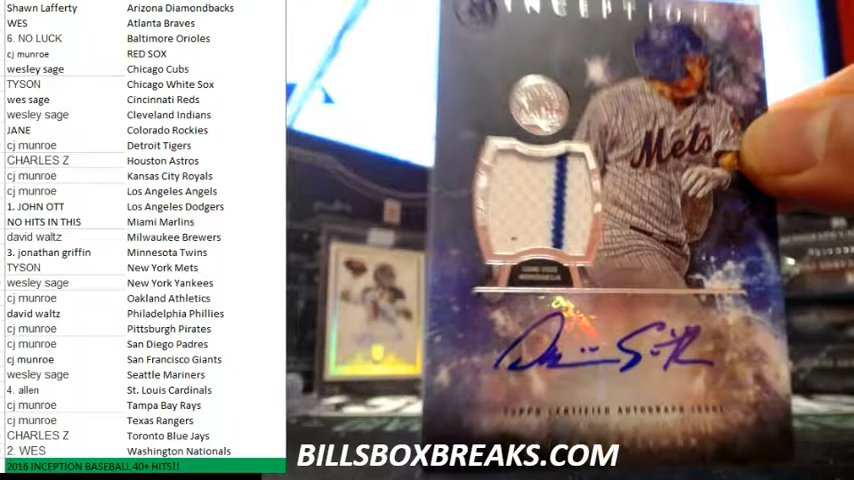 Shawn Lafferty Arizona Diamondbacks
WES Atlanta Braves
6. NO LUCK Baltimore Orioles
cj munroe RED SOX
wesley sage Chicago Cubs
TYSON Chicago White Sox
wes sage Cincinnati Reds
wesley sage Cleveland Indians
JANE Colorado Rockies
cj munroe Detroit Tigers
CHARLES Z Houston Astros
cj munroe Kansas City Royals
cj munroe Los Angeles Angels
1. JOHN OTT Los Angeles Dodgers
NO HITS IN THIS Miami Marlins
david waltz Milwaukee Brewers
3. jonathan griffin Minnesota Twins
TYSON New York Mets
wesley sage New York Yankees
cj munroe Oakland Athletics
david waltz Philadelphia Phillies
cj munroe Pittsburgh Pirates
cj munroe San Diego Padres
cj munroe San Francisco Giants
wesley sage Seattle Mariners
4. allen St. Louis Cardinals
cj munroe Tampa Bay Rays
cj munroe Texas Rangers
CHARLES Z Toronto Blue Jays
2. WES Washington Nationals
2016 INCEPTION BASEBALL 40+ HITS!!
INCEPTION
Mets
TOPPS CERTIFIED AUTOGRAPH ISSUE
BILLSBOXBREAKS.COM